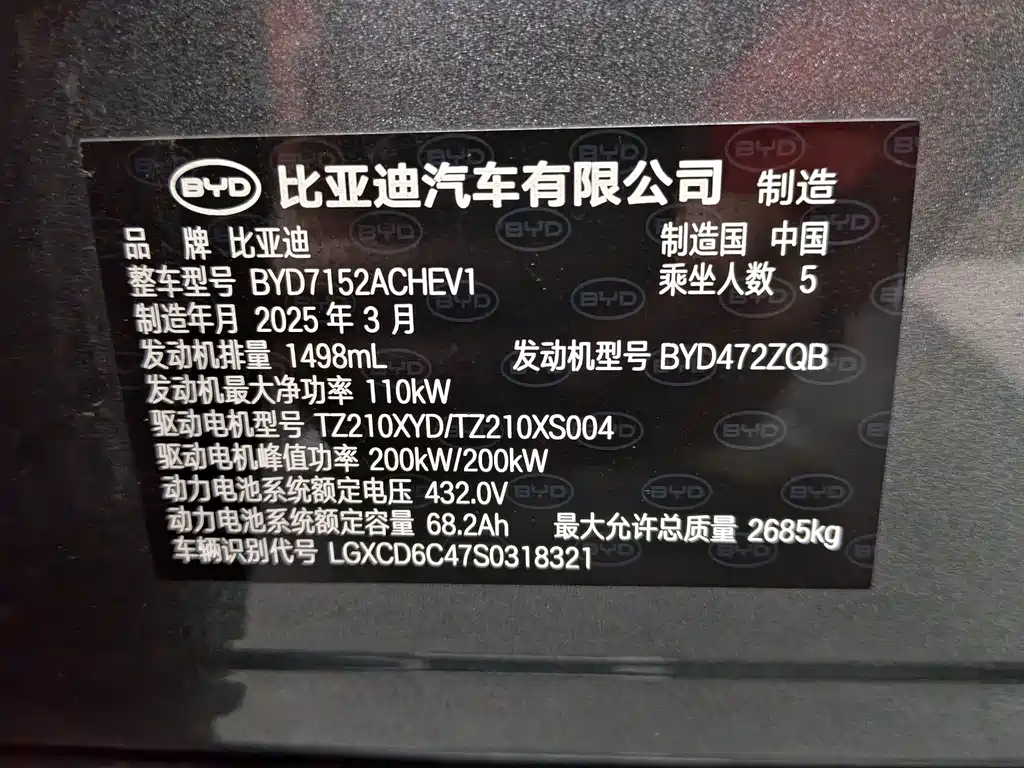 BYD 比亚迪汽车有限公司 制造
品 牌 比亚迪 制造国 中国
整车型号 BYD7152ACHEV1 乘坐人数 5
制造年月 2025 年 3 月
发动机排量 1498mL 发动机型号 BYD472ZQB
发动机最大净功率 110kW
驱动电机型号 TZ210XYD/TZ210XS004
驱动电机峰值功率 200kW/200kW
动力电池系统额定电压 432.0V
动力电池系统额定容量 68.2Ah 最大允许总质量 2685kg
车辆识别代号 LGXCD6C47S0318321